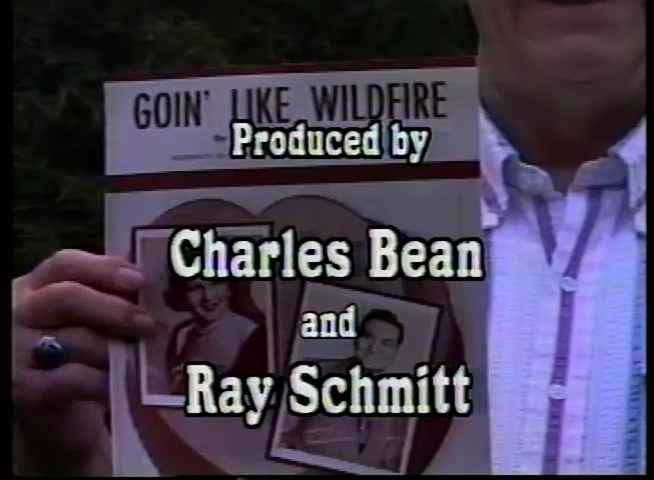 GOIN' LIKE WILDFIRE
Produced by
Charles Bean
and
Ray Schmitt